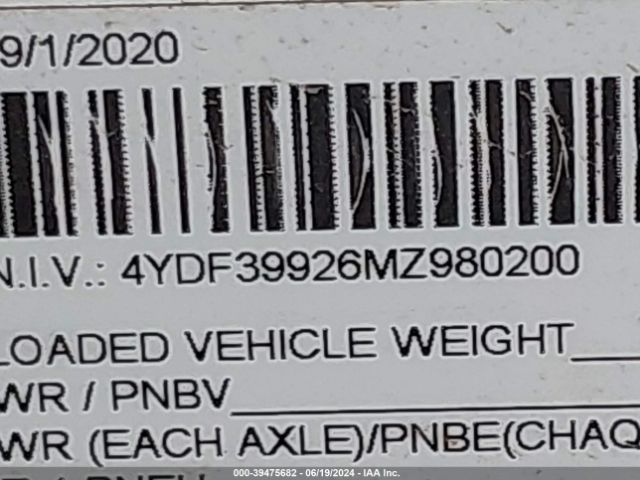 9/1/2020
N.I.V.: 4YDF39926MZ980200
LOADED VEHICLE WEIGHT
WR / PNBV
WR (EACH AXLE)/PNBE(CHAQ
000-39475682 - 06/19/2024 - IAA Inc.